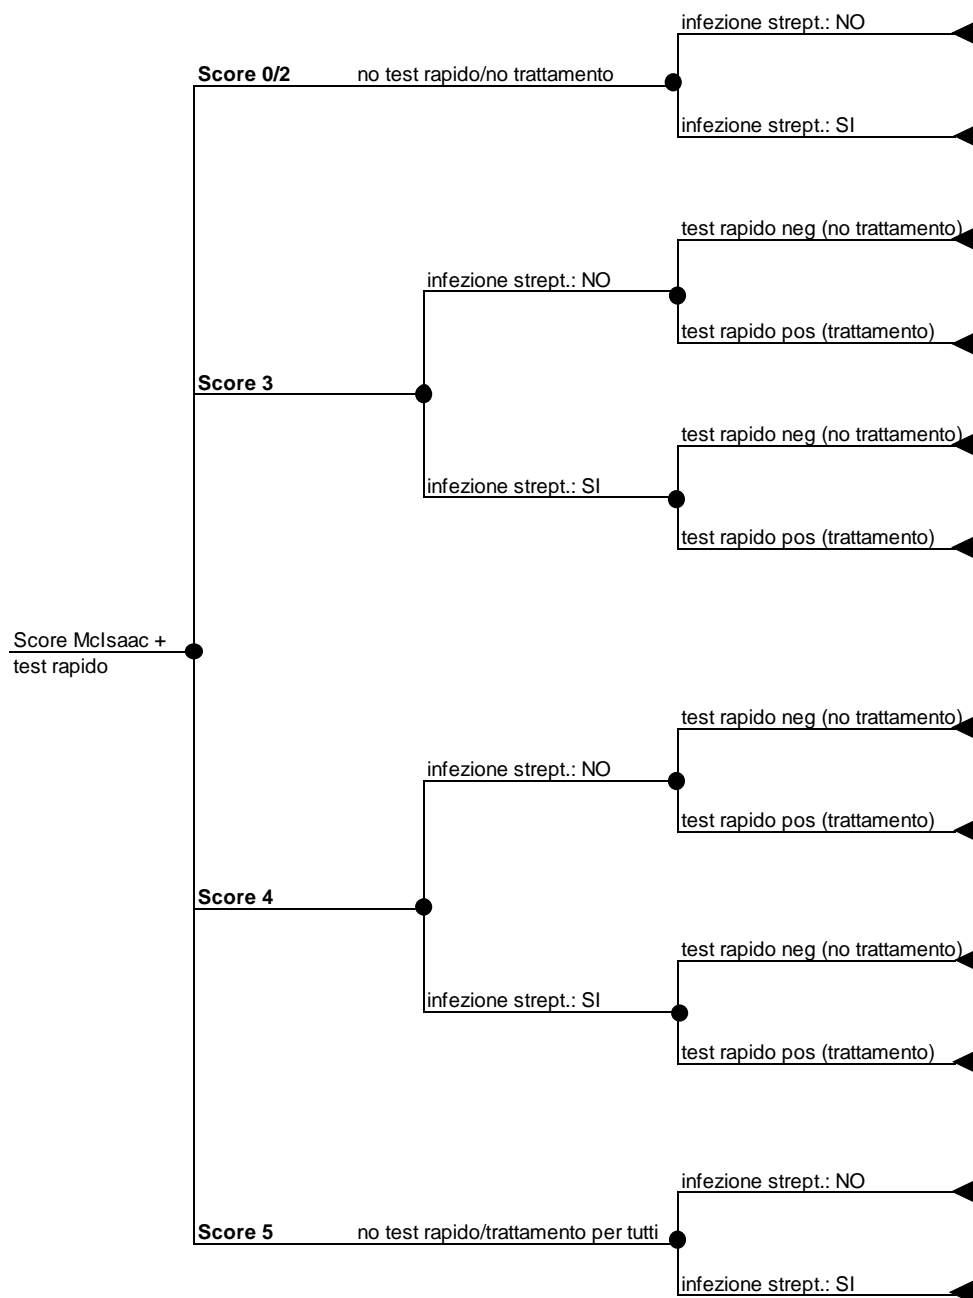 infezione strept.: NO
Score 0/2 no test rapido/no trattamento
infezione strept.: SI
test rapido neg (no trattamento)
infezione strept.: NO
test rapido pos (trattamento)
Score 3
test rapido neg (no trattamento)
infezione strept.: SI
test rapido pos (trattamento)
Score McIsaac +
test rapido
test rapido neg (no trattamento)
infezione strept.: NO
test rapido pos (trattamento)
Score 4
test rapido neg (no trattamento)
infezione strept.: SI
test rapido pos (trattamento)
infezione strept.: NO
Score 5 no test rapido/trattamento per tutti
infezione strept.: SI